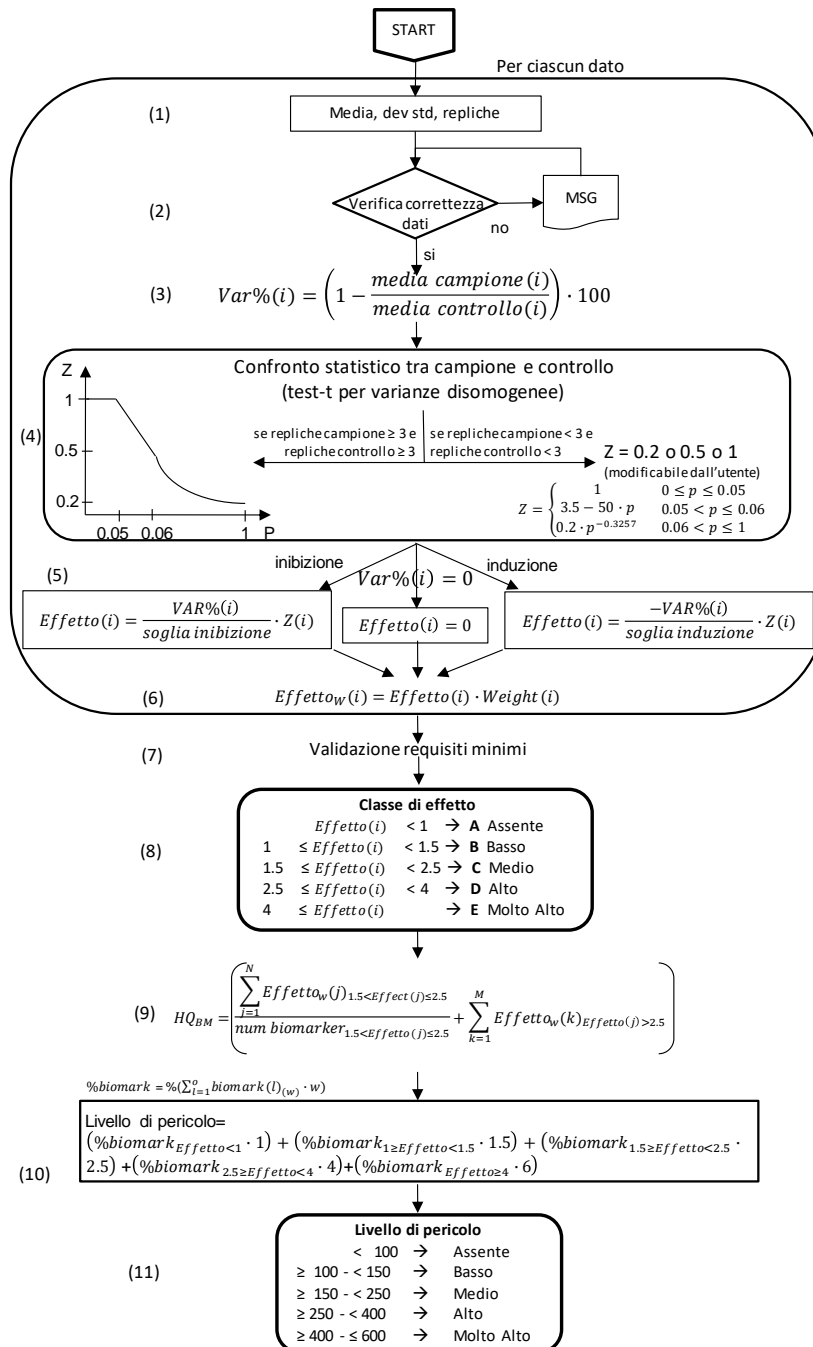 START
Per ciascun dato
(1)
Media, dev std, repliche
(2)
Verifica correttezza
dati
no
MSG
si
(3)
Var%(i) = (1 − media campione(i) / media controllo(i)) · 100
(4)
Confronto statistico tra campione e controllo
(test-t per varianze disomogenee)
Z
1
0.5
0.2
0.05
0.06
1
P
se repliche campione ≥ 3 e
repliche controllo ≥ 3
se repliche campione < 3 e
repliche controllo < 3
Z = 0.2 o 0.5 o 1
(modificabile dall'utente)
Z = { 1 0 ≤ p ≤ 0.05
3.5 − 50 · p 0.05 < p ≤ 0.06
0.2 · p^−0.3257 0.06 < p ≤ 1
(5)
inibizione
Var%(i) = 0
induzione
Effetto(i) = VAR%(i) / soglia inibizione · Z(i)
Effetto(i) = 0
Effetto(i) = −VAR%(i) / soglia induzione · Z(i)
(6)
Effetto_W(i) = Effetto(i) · Weight(i)
(7)
Validazione requisiti minimi
(8)
Classe di effetto
Effetto(i) < 1 → A Assente
1 ≤ Effetto(i) < 1.5 → B Basso
1.5 ≤ Effetto(i) < 2.5 → C Medio
2.5 ≤ Effetto(i) < 4 → D Alto
4 ≤ Effetto(i) → E Molto Alto
(9)
HQ_BM = ( ∑_{j=1}^{N} Effetto_w(j)_{1.5<Effect(j)≤2.5} / num biomarker_{1.5<Effetto(j)≤2.5} + ∑_{k=1}^{M} Effetto_w(k)_{Effetto(j)>2.5} )
%biomark = %(∑_{l=1}^{o} biomark(l)_(w) · w)
(10)
Livello di pericolo=
(%biomark_{Effetto<1} · 1) + (%biomark_{1≥Effetto<1.5} · 1.5) + (%biomark_{1.5≥Effetto<2.5} ·
2.5) +(%biomark_{2.5≥Effetto<4} · 4)+(%biomark_{Effetto≥4} · 6)
(11)
Livello di pericolo
< 100 → Assente
≥ 100 - < 150 → Basso
≥ 150 - < 250 → Medio
≥ 250 - < 400 → Alto
≥ 400 - ≤ 600 → Molto Alto